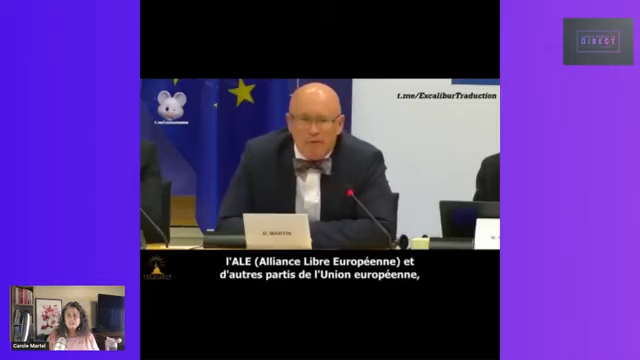 DIRECT
t.me/ExcaliburTraduction
D. MARTIN
l'ALE (Alliance Libre Européenne) et
d'autres partis de l'Union européenne,
Carole Martel